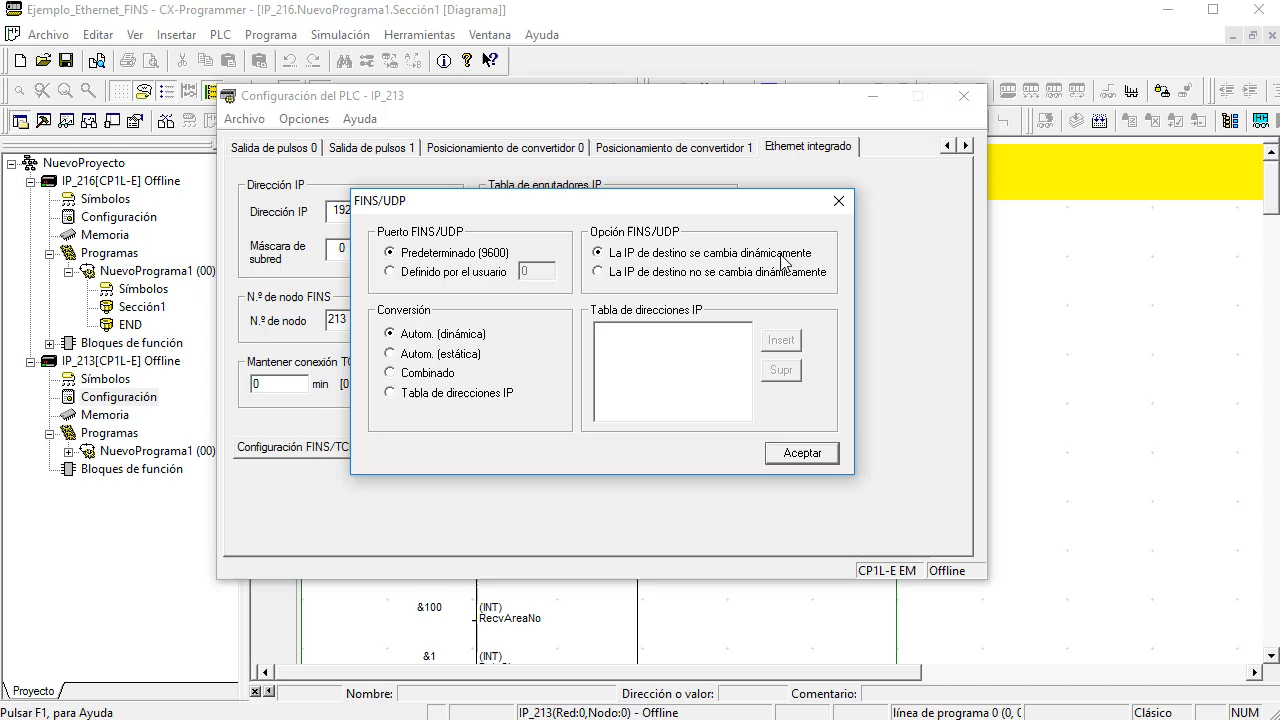 Ejemplo_Ethernet_FINS - CX-Programmer - [IP_216.NuevoPrograma1.Sección1 [Diagrama]]
Archivo Editar Ver Insertar PLC Programa Simulación Herramientas Ventana Ayuda
Configuración del PLC - IP_213
Archivo Opciones Ayuda
Salida de pulsos 0 Salida de pulsos 1 Posicionamiento de convertidor 0 Posicionamiento de convertidor 1 Ethernet integrado
NuevoProyecto
IP_216[CP1L-E] Offline
Símbolos
Configuración
Memoria
Programas
NuevoPrograma1 (00)
Símbolos
Sección1
END
Bloques de función
IP_213[CP1L-E] Offline
Símbolos
Configuración
Memoria
Programas
NuevoPrograma1 (00)
Bloques de función
Proyecto
Dirección IP
Tabla de enrutadores IP
Dirección IP 192
Máscara de subred 0
N.º de nodo FINS
N.º de nodo 213
Mantener conexión TC
0 min [0
Configuración FINS/TC
FINS/UDP
Puerto FINS/UDP
Predeterminado (9600)
Definido por el usuario 0
Opción FINS/UDP
La IP de destino se cambia dinámicamente
La IP de destino no se cambia dinámicamente
Conversión
Autom. (dinámica)
Autom. (estática)
Combinado
Tabla de direcciones IP
Tabla de direcciones IP
Insert
Supr
Aceptar
CP1L-E EM Offline
&100 (INT)
RecvAreaNo
&1 (INT)
Nombre: Dirección o valor: Comentario:
Pulsar F1, para Ayuda IP_213(Red:0,Nodo:0) - Offline línea de programa 0 (0, 0 Clásico NUM